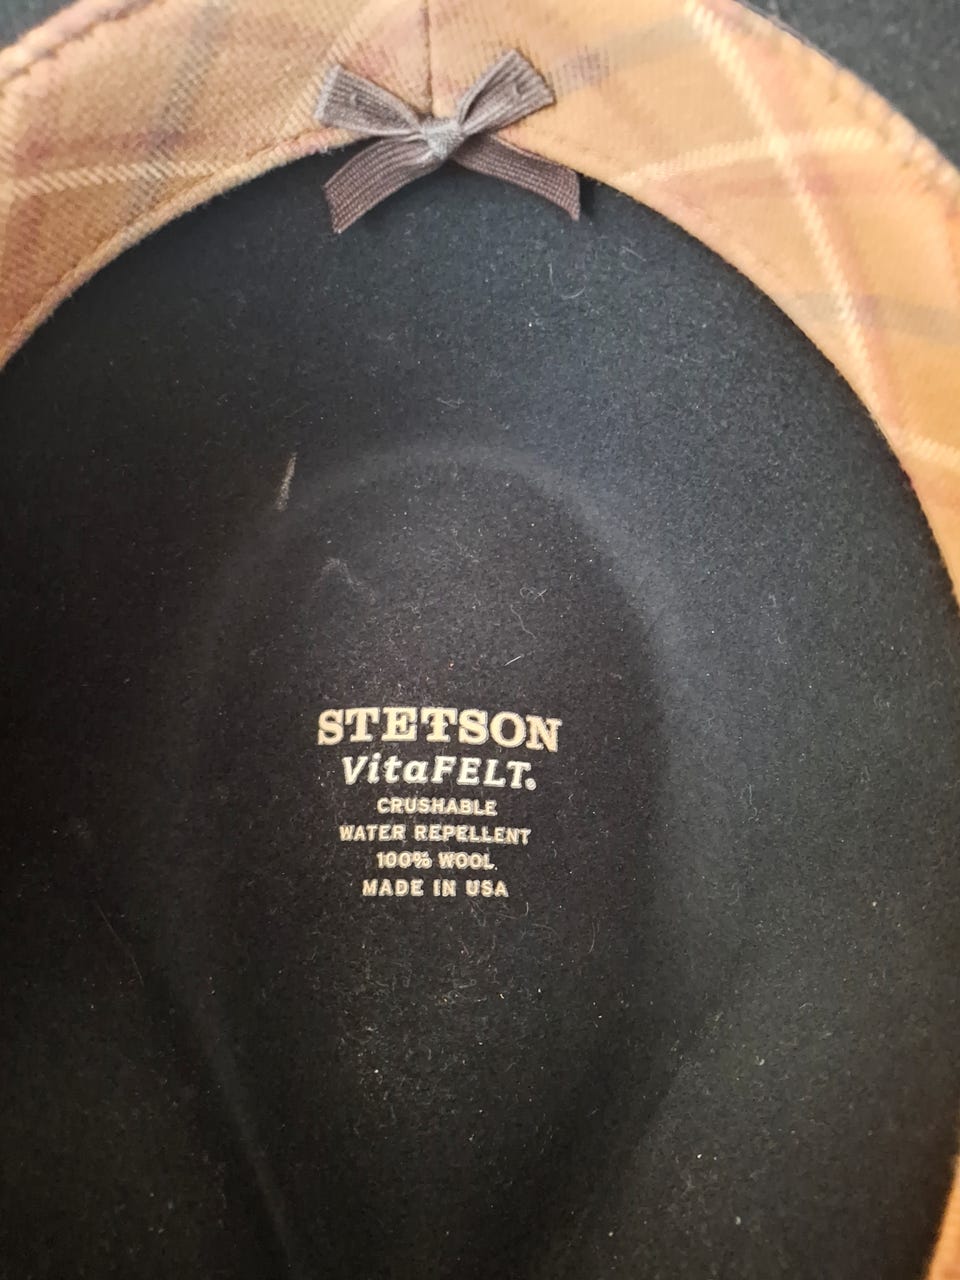 STETSON
VitaFELT®
CRUSHABLE
WATER REPELLENT
100% WOOL
MADE IN USA